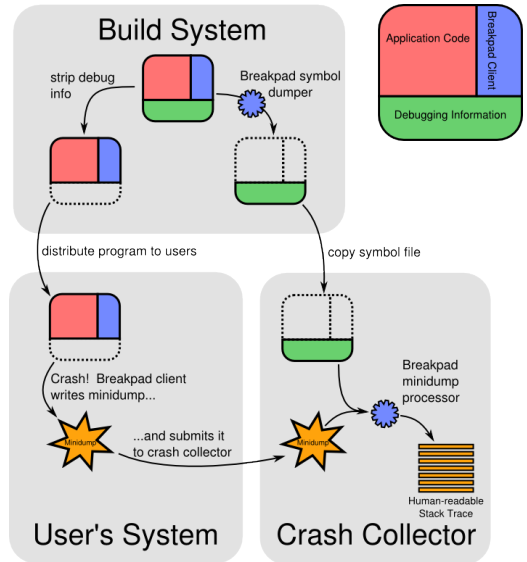 Build System
strip debug
info
Breakpad symbol
dumper
Application Code
Breakpad Client
Debugging Information
distribute program to users
copy symbol file
Crash! Breakpad client
writes minidump...
Minidump
...and submits it
to crash collector
User's System
Breakpad
minidump
processor
Minidump
Human-readable
Stack Trace
Crash Collector